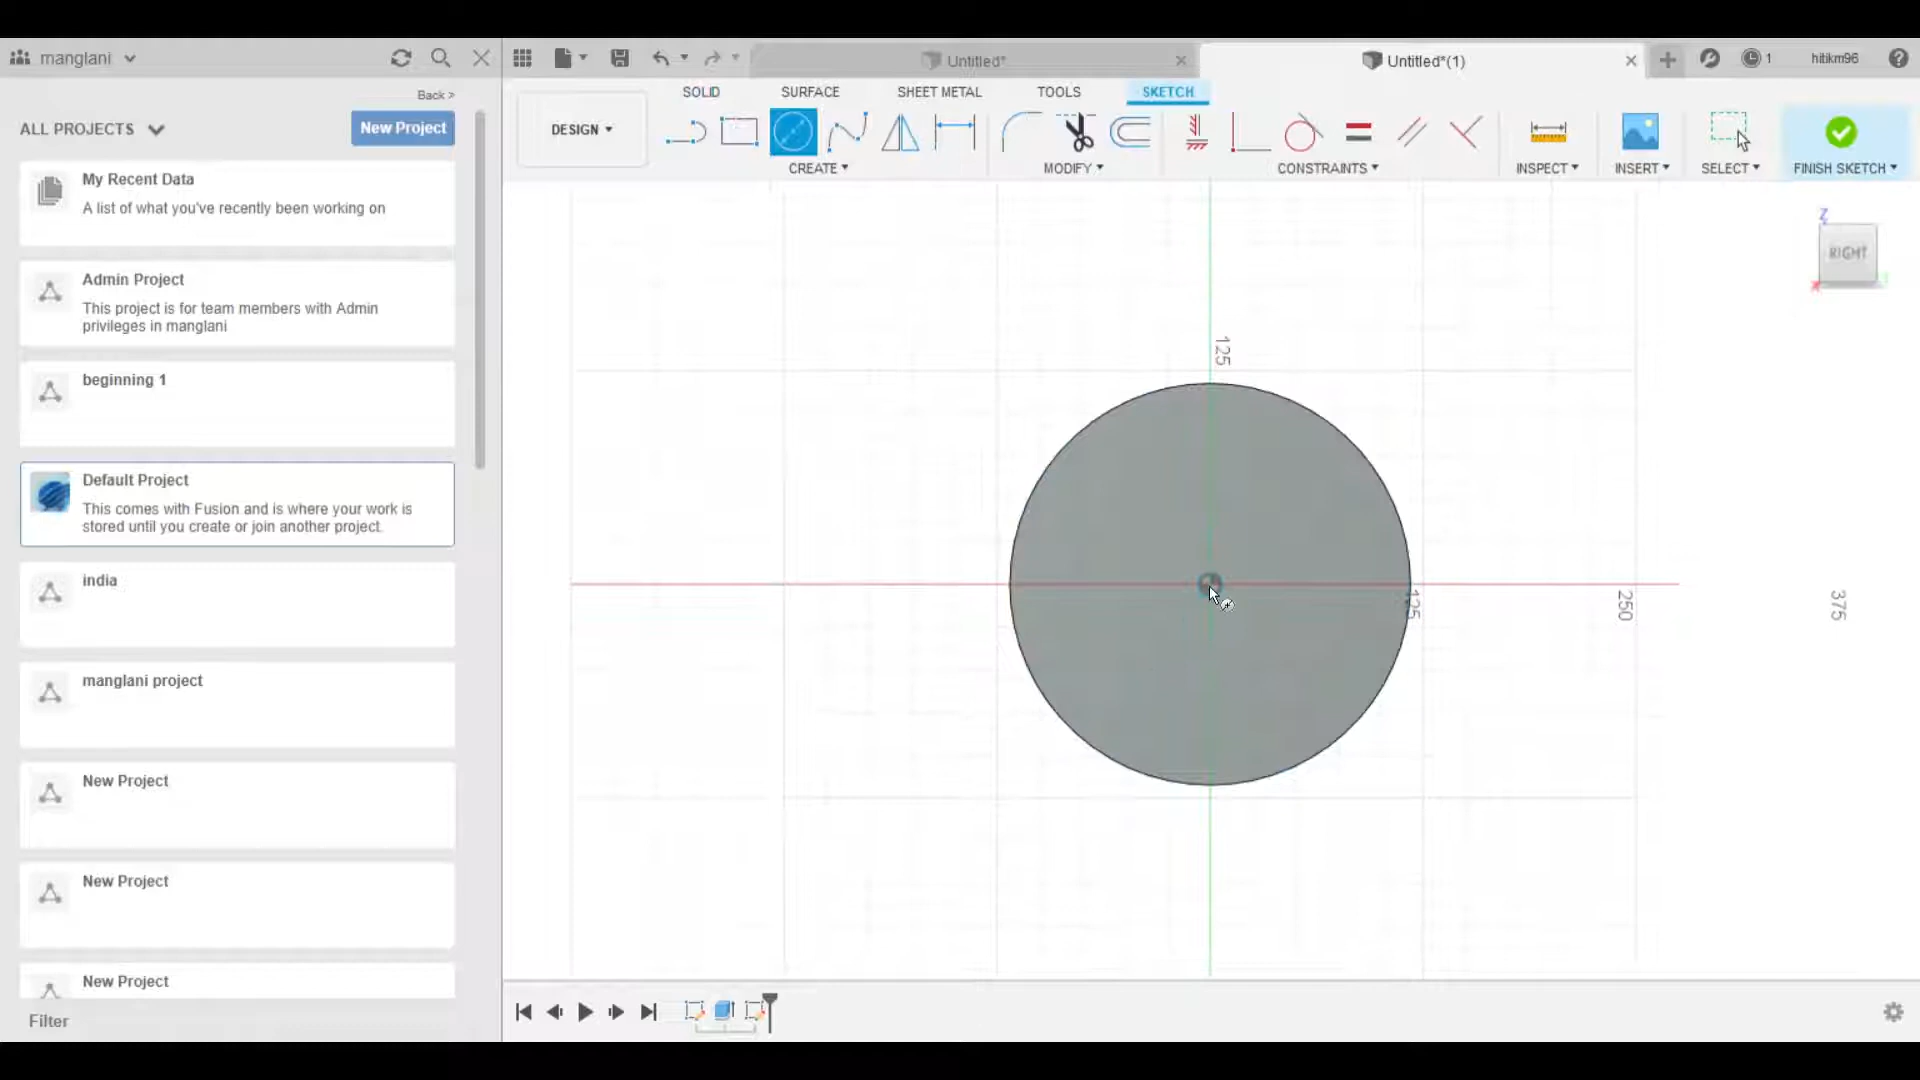 manglani
Back >
ALL PROJECTS
New Project
My Recent Data
A list of what you've recently been working on
Admin Project
This project is for team members with Admin
privileges in manglani
beginning 1
Default Project
This comes with Fusion and is where your work is
stored until you create or join another project.
india
manglani project
New Project
New Project
New Project
Filter
Untitled*
Untitled*(1)
1
hitikm96
SOLID
SURFACE
SHEET METAL
TOOLS
SKETCH
DESIGN
CREATE
MODIFY
CONSTRAINTS
INSPECT
INSERT
SELECT
FINISH SKETCH
Z
RIGHT
X
125
125
250
375